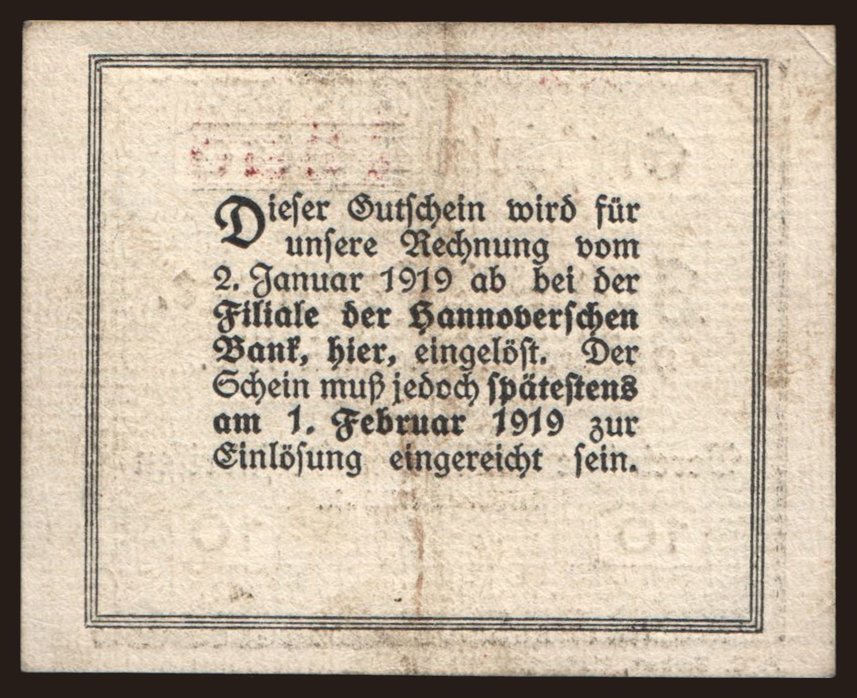 Dieser Gutschein wird für
unsere Rechnung vom
2. Januar 1919 ab bei der
Filiale der Hannoverschen
Bank, hier, eingelöst. Der
Schein muß jedoch spätestens
am 1. Februar 1919 zur
Einlösung eingereicht sein.